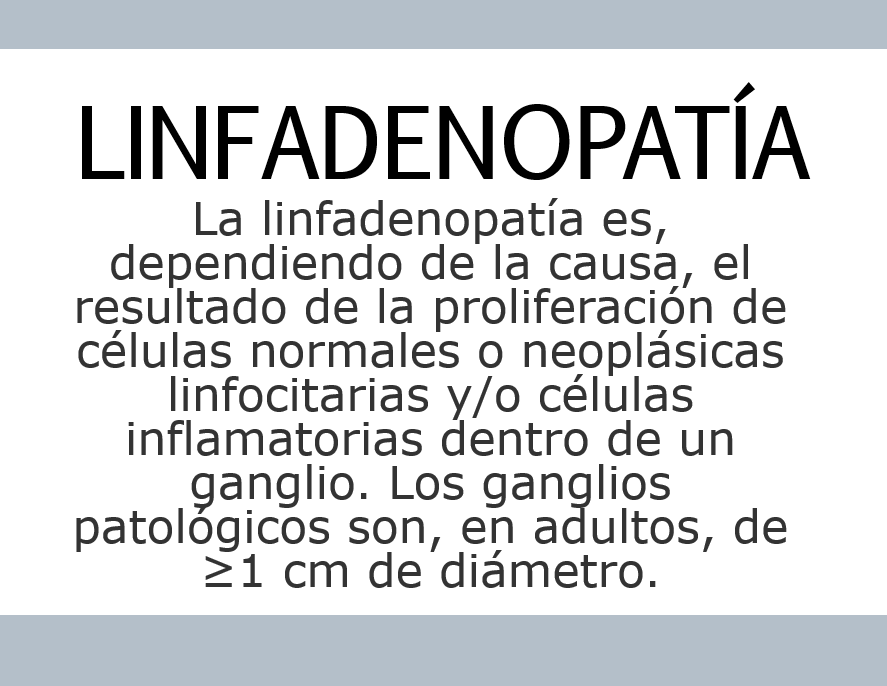 LINFADENOPATÍA
La linfadenopatía es,
dependiendo de la causa, el
resultado de la proliferación de
células normales o neoplásicas
linfocitarias y/o células
inflamatorias dentro de un
ganglio. Los ganglios
patológicos son, en adultos, de
≥1 cm de diámetro.